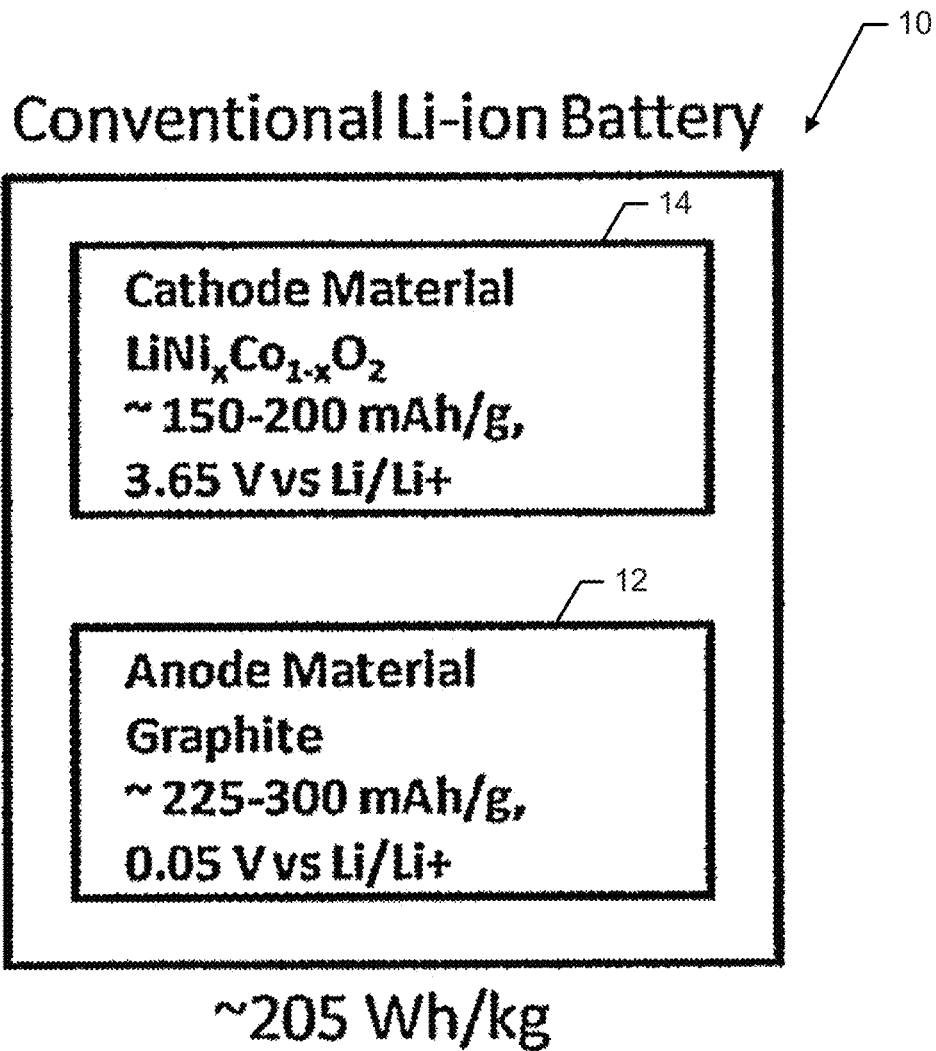 10
Conventional Li-ion Battery
14
Cathode Material
LiNiₓCo₁₋ₓO₂
~ 150-200 mAh/g,
3.65 V vs Li/Li+
12
Anode Material
Graphite
~ 225-300 mAh/g,
0.05 V vs Li/Li+
~205 Wh/kg